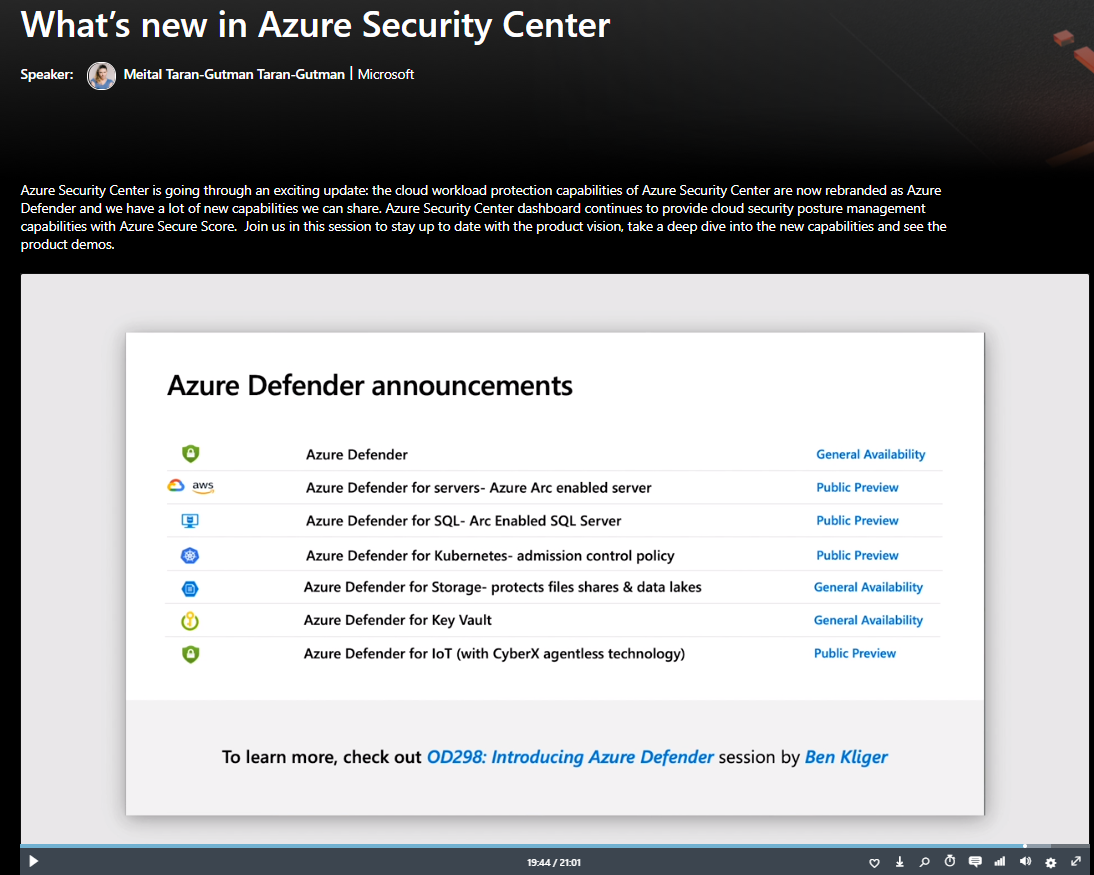 What's new in Azure Security Center
Speaker: Meital Taran-Gutman Taran-Gutman | Microsoft
Azure Security Center is going through an exciting update: the cloud workload protection capabilities of Azure Security Center are now rebranded as Azure
Defender and we have a lot of new capabilities we can share. Azure Security Center dashboard continues to provide cloud security posture management
capabilities with Azure Secure Score.  Join us in this session to stay up to date with the product vision, take a deep dive into the new capabilities and see the
product demos.
Azure Defender announcements
Azure Defender General Availability
aws Azure Defender for servers- Azure Arc enabled server Public Preview
Azure Defender for SQL- Arc Enabled SQL Server Public Preview
Azure Defender for Kubernetes- admission control policy Public Preview
Azure Defender for Storage- protects files shares & data lakes General Availability
Azure Defender for Key Vault General Availability
Azure Defender for IoT (with CyberX agentless technology) Public Preview
To learn more, check out OD298: Introducing Azure Defender session by Ben Kliger
19:44 / 21:01